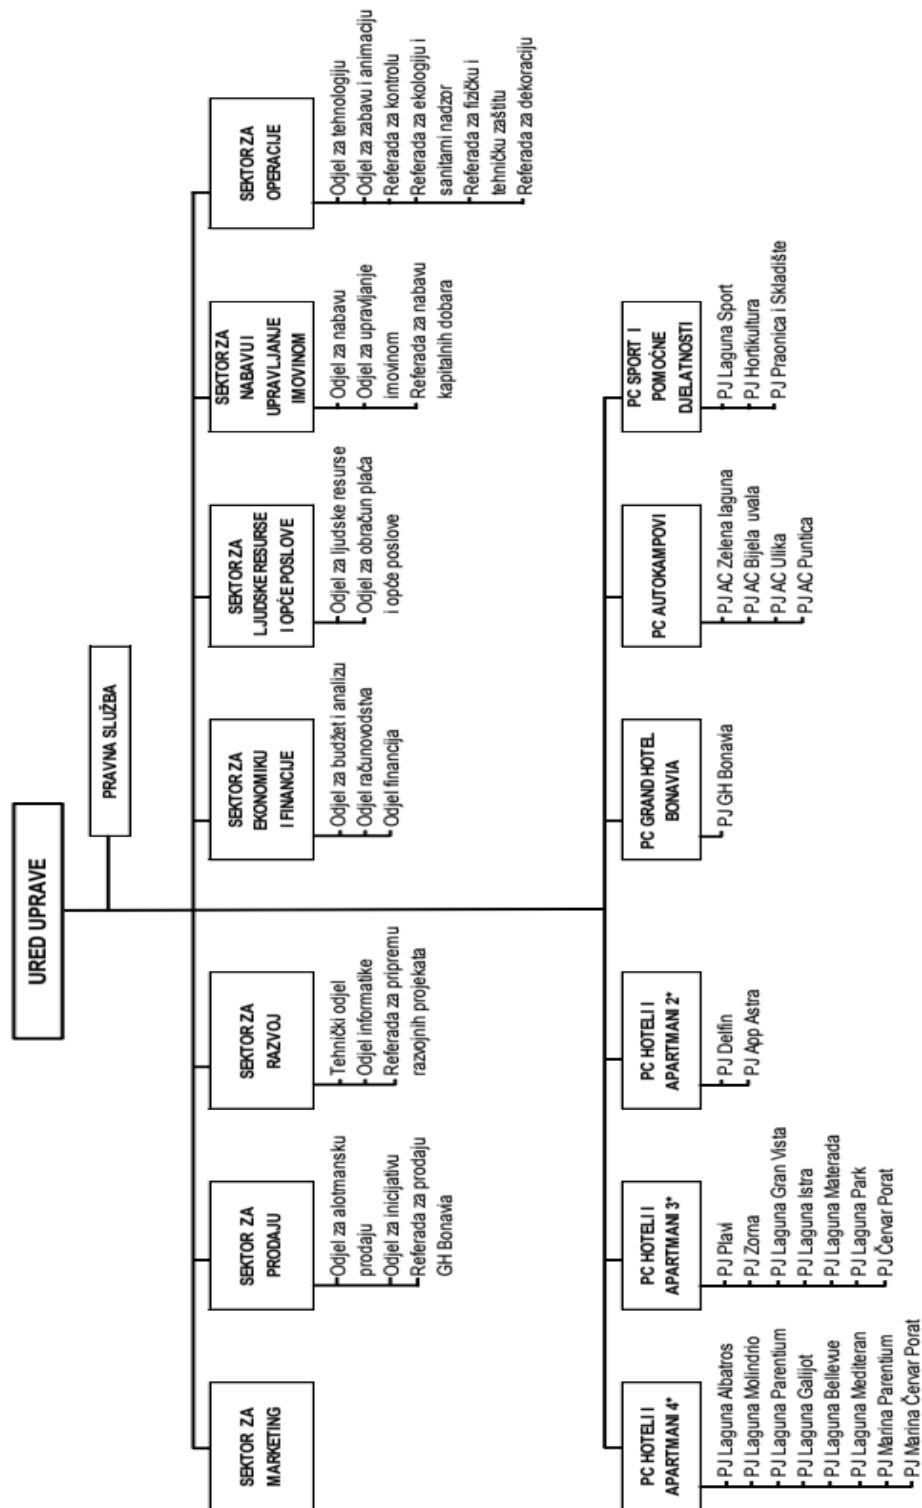 URED UPRAVE
PRAVNA SLUŽBA
SEKTOR ZA
MARKETING
SEKTOR ZA
PRODAJU
Odjel za alotmansku
prodaju
Odjel za inicijativu
Referada za prodaju
GH Bonavia
SEKTOR ZA
RAZVOJ
Tehnički odjel
Odjel informatike
Referada za pripremu
razvojnih projekata
SEKTOR ZA
EKONOMIKU
I FINANCIJE
Odjel za budžet i analizu
Odjel računovodstva
Odjel financija
SEKTOR ZA
LJUDSKE RESURSE
I OPĆE POSLOVE
Odjel za ljudske resurse
Odjel za obračun plaća
i opće poslove
SEKTOR ZA
NABAVU I
UPRAVLJANJE
IMOVINOM
Odjel za nabavu
Odjel za upravljanje
imovinom
Referada za nabavu
kapitalnih dobara
SEKTOR ZA
OPERACIJE
Odjel za tehnologiju
Odjel za zabavu i animaciju
Referada za kontrolu
Referada za ekologiju i
sanitarni nadzor
Referada za fizičku i
tehničku zaštitu
Referada za dekoraciju
PC HOTELI I
APARTMANI 4*
PJ Laguna Albatros
PJ Laguna Molindrio
PJ Laguna Parentium
PJ Laguna Galijot
PJ Laguna Bellevue
PJ Laguna Mediteran
PJ Marina Parentium
PJ Marina Červar Porat
PC HOTELI I
APARTMANI 3*
PJ Plavi
PJ Zorna
PJ Laguna Gran Vista
PJ Laguna Istra
PJ Laguna Materada
PJ Laguna Park
PJ Červar Porat
PC HOTELI I
APARTMANI 2*
PJ Delfin
PJ App Astra
PC GRAND HOTEL
BONAVIA
PJ GH Bonavia
PC AUTOKAMPOVI
PJ AC Zelena laguna
PJ AC Bijela uvala
PJ AC Ulika
PJ AC Puntica
PC SPORT I
POMOĆNE
DJELATNOSTI
PJ Laguna Sport
PJ Hortikultura
PJ Praonica i Skladište